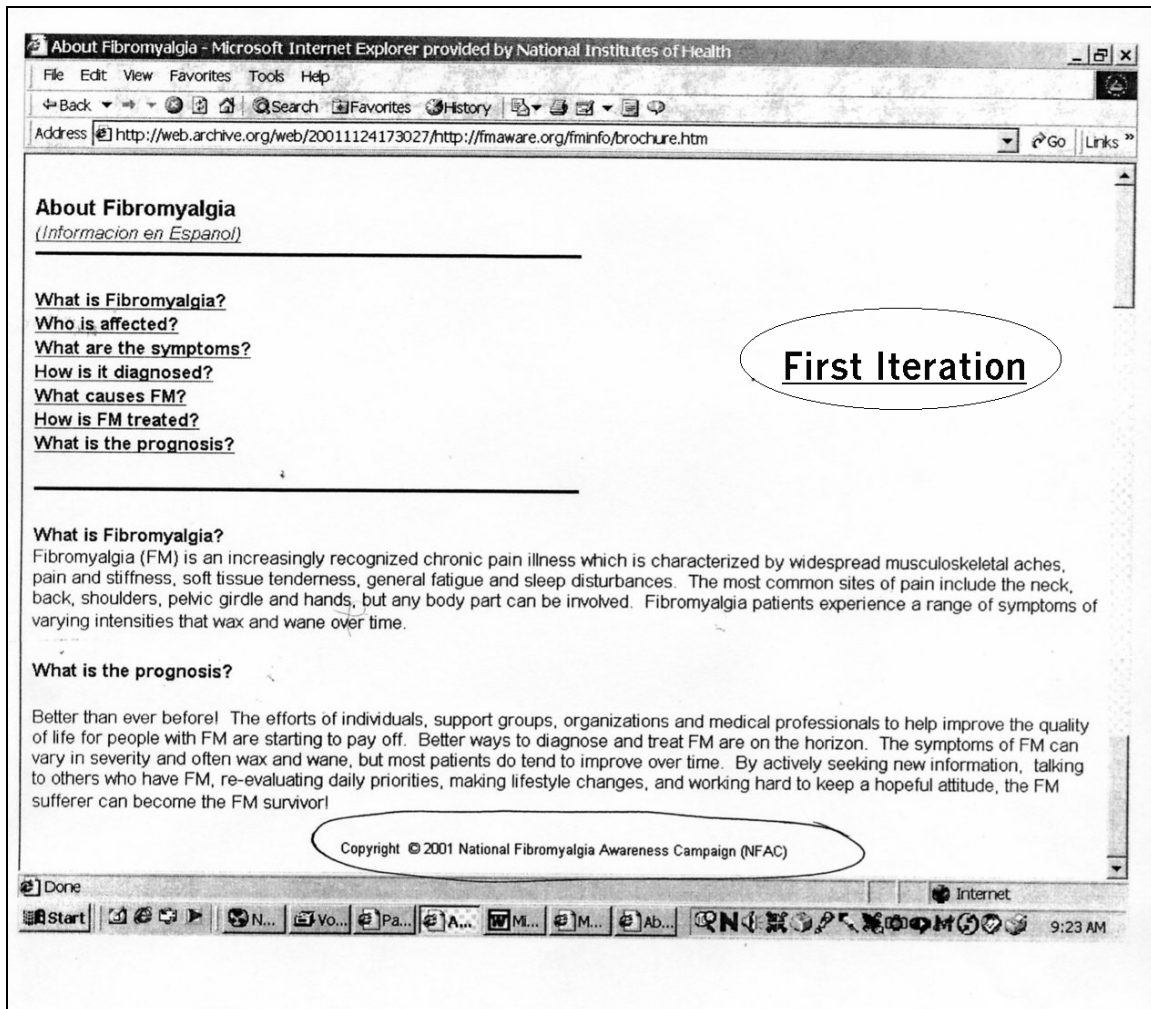 About Fibromyalgia - Microsoft Internet Explorer provided by National Institutes of Health
File Edit View Favorites Tools Help
Back Search Favorites History
Address http://web.archive.org/web/20011124173027/http://fmaware.org/fminfo/brochure.htm Go Links »
About Fibromyalgia
(Informacion en Espanol)
What is Fibromyalgia?
Who is affected?
What are the symptoms?
How is it diagnosed?
What causes FM?
How is FM treated?
What is the prognosis?
First Iteration
What is Fibromyalgia?
Fibromyalgia (FM) is an increasingly recognized chronic pain illness which is characterized by widespread musculoskeletal aches,
pain and stiffness, soft tissue tenderness, general fatigue and sleep disturbances. The most common sites of pain include the neck,
back, shoulders, pelvic girdle and hands, but any body part can be involved. Fibromyalgia patients experience a range of symptoms of
varying intensities that wax and wane over time.
What is the prognosis?
Better than ever before! The efforts of individuals, support groups, organizations and medical professionals to help improve the quality
of life for people with FM are starting to pay off. Better ways to diagnose and treat FM are on the horizon. The symptoms of FM can
vary in severity and often wax and wane, but most patients do tend to improve over time. By actively seeking new information, talking
to others who have FM, re-evaluating daily priorities, making lifestyle changes, and working hard to keep a hopeful attitude, the FM
sufferer can become the FM survivor!
Copyright © 2001 National Fibromyalgia Awareness Campaign (NFAC)
Done Internet
Start N... Vo... Pa... A... Mi... M... Ab... 9:23 AM